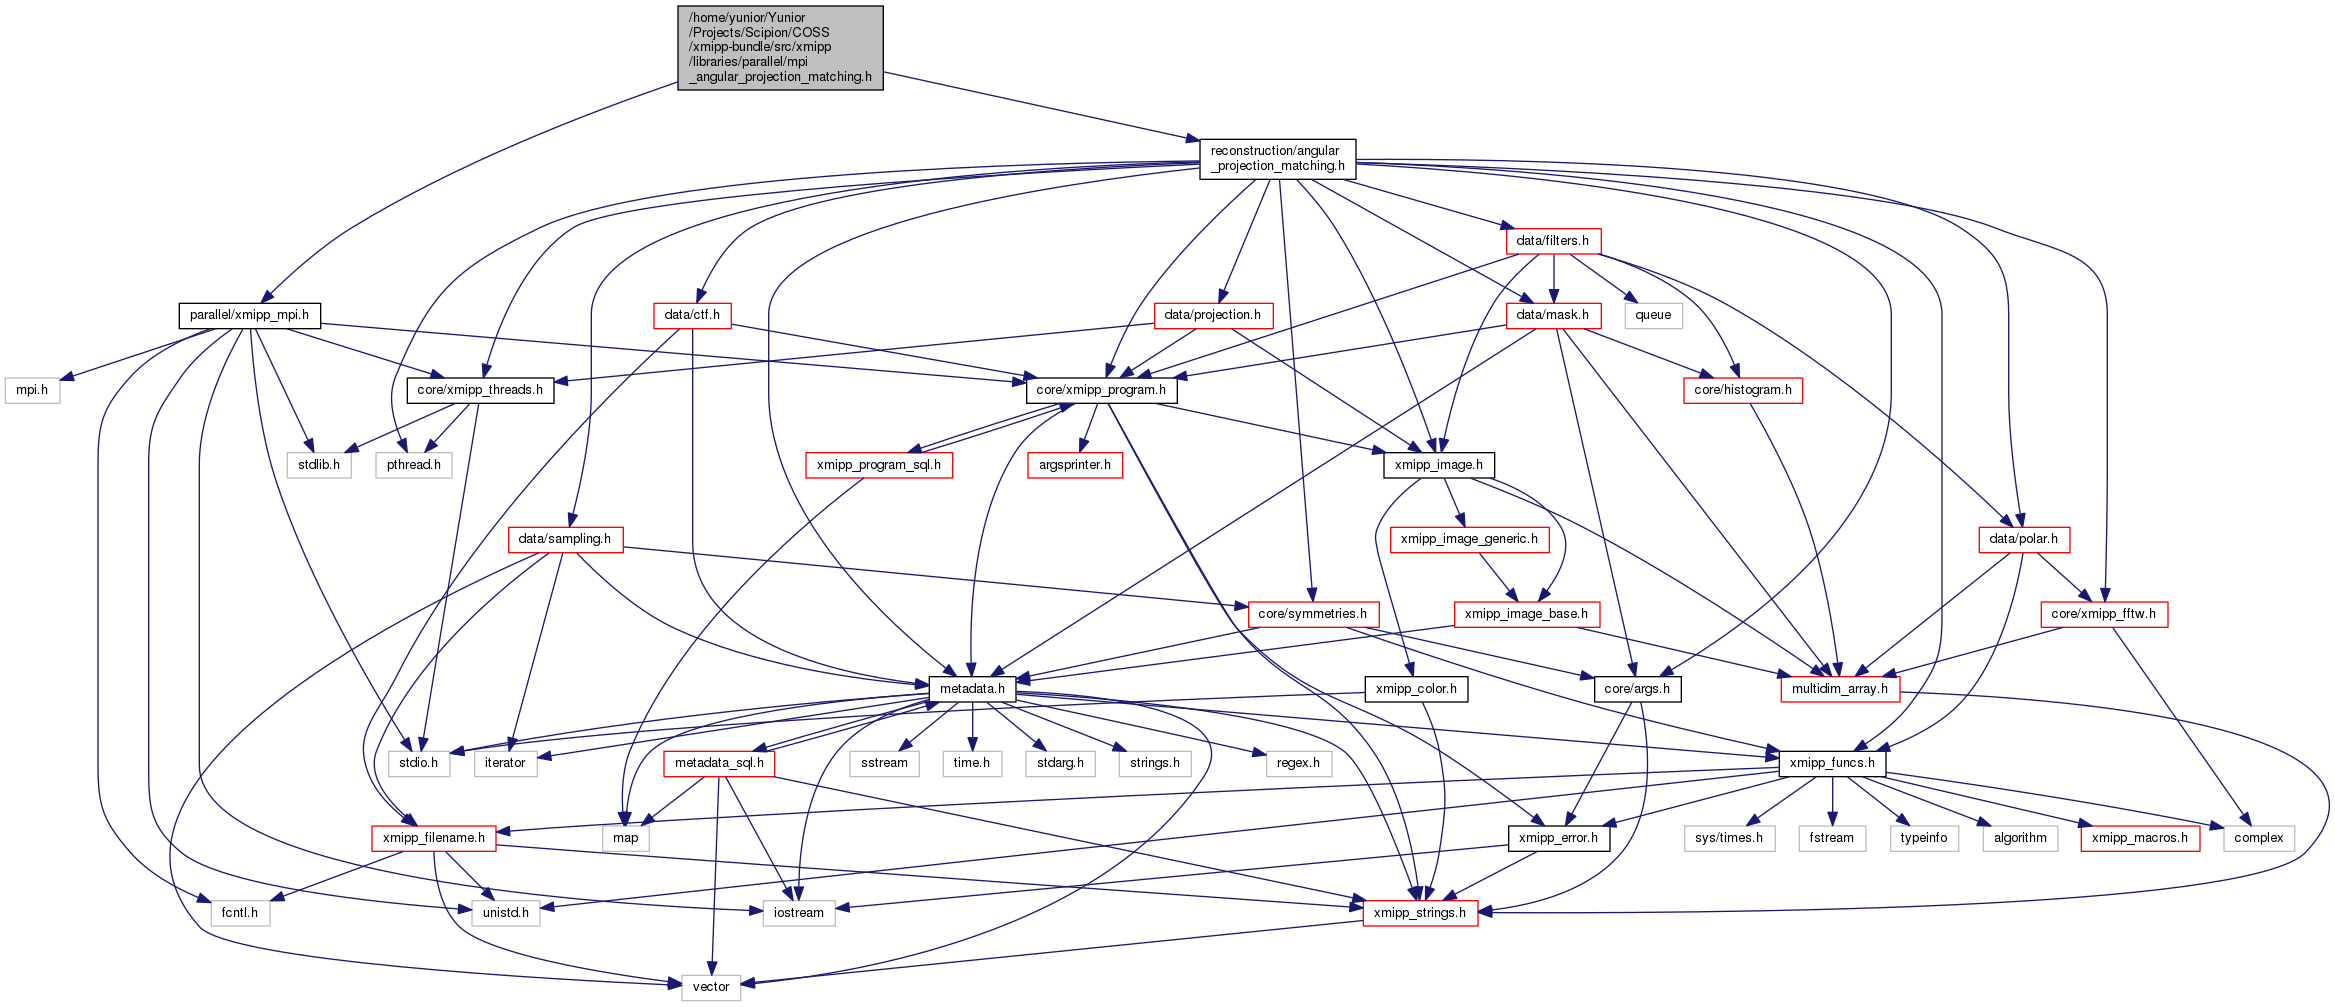 /home/yunior/Yunior
/Projects/Scipion/COSS
/xmipp-bundle/src/xmipp
/libraries/parallel/mpi
_angular_projection_matching.h
reconstruction/angular
_projection_matching.h
data/filters.h
parallel/xmipp_mpi.h
data/ctf.h
data/projection.h
data/mask.h
queue
mpi.h
core/xmipp_threads.h
core/xmipp_program.h
core/histogram.h
stdlib.h
pthread.h
xmipp_program_sql.h
argsprinter.h
xmipp_image.h
data/sampling.h
xmipp_image_generic.h
data/polar.h
core/symmetries.h
xmipp_image_base.h
core/xmipp_fftw.h
metadata.h
xmipp_color.h
core/args.h
multidim_array.h
stdio.h
iterator
metadata_sql.h
sstream
time.h
stdarg.h
strings.h
regex.h
xmipp_funcs.h
xmipp_filename.h
map
xmipp_error.h
sys/times.h
fstream
typeinfo
algorithm
xmipp_macros.h
complex
fcntl.h
unistd.h
iostream
xmipp_strings.h
vector